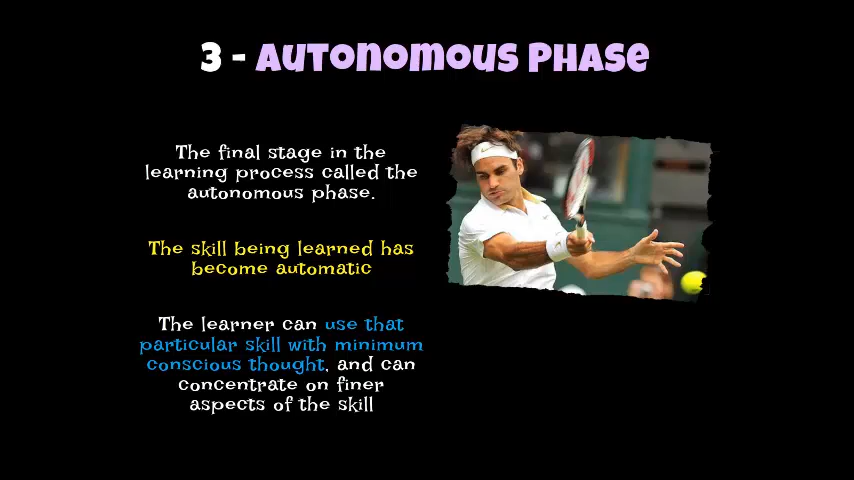 3 - Autonomous Phase
The final stage in the
learning process called the
autonomous phase.
The skill being learned has
become automatic
The learner can use that
particular skill with minimum
conscious thought, and can
concentrate on finer
aspects of the skill